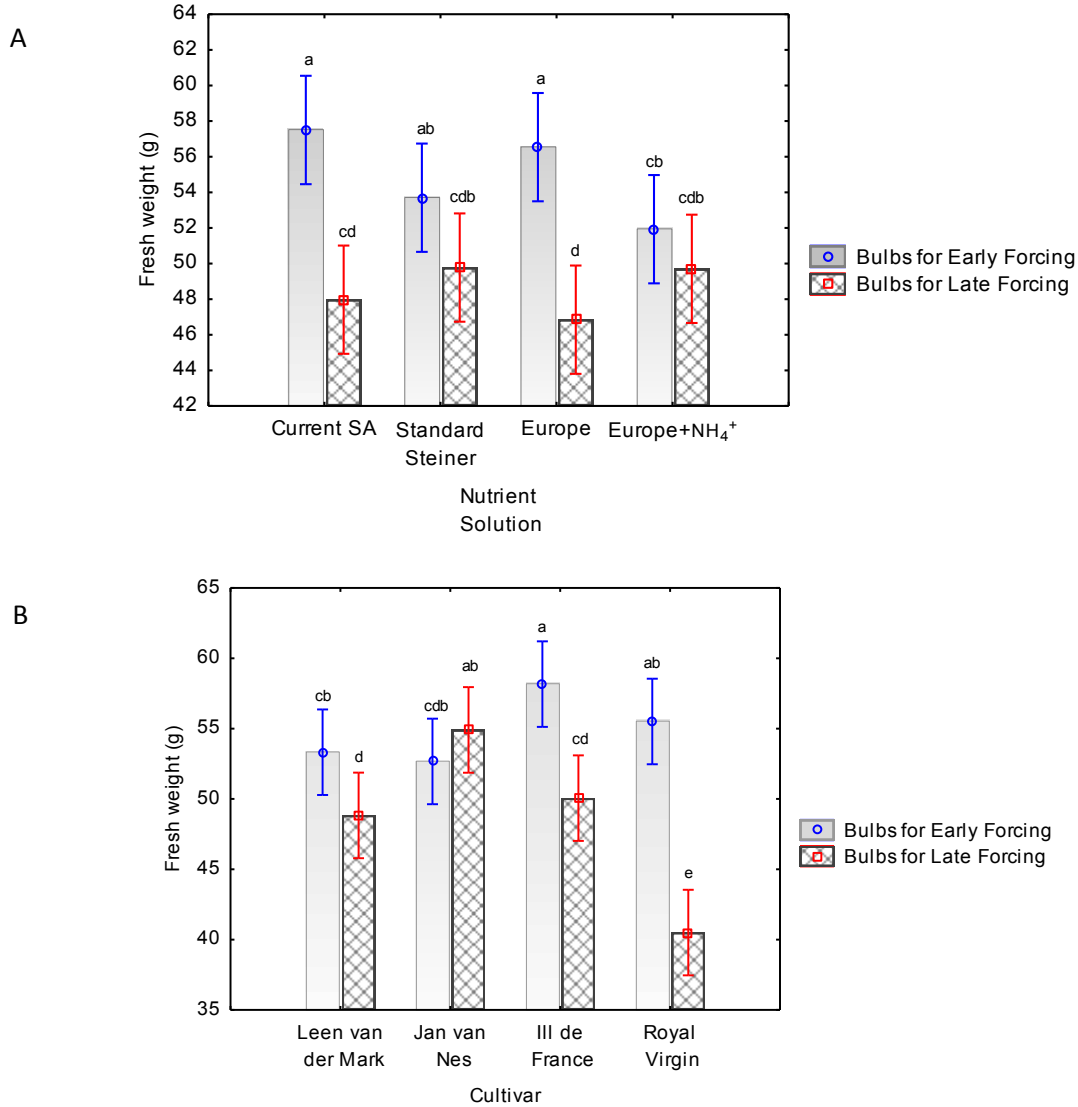 A
Fresh weight (g)
64
62
60
58
56
54
52
50
48
46
44
42
a
cd
ab
cdb
a
d
cb
cdb
Current SA
Standard
Steiner
Europe
Europe+NH₄⁺
Nutrient
Solution
Bulbs for Early Forcing
Bulbs for Late Forcing
B
Fresh weight (g)
65
60
55
50
45
40
35
cb
d
cdb
ab
a
cd
ab
e
Leen van
der Mark
Jan van
Nes
III de
France
Royal
Virgin
Cultivar
Bulbs for Early Forcing
Bulbs for Late Forcing